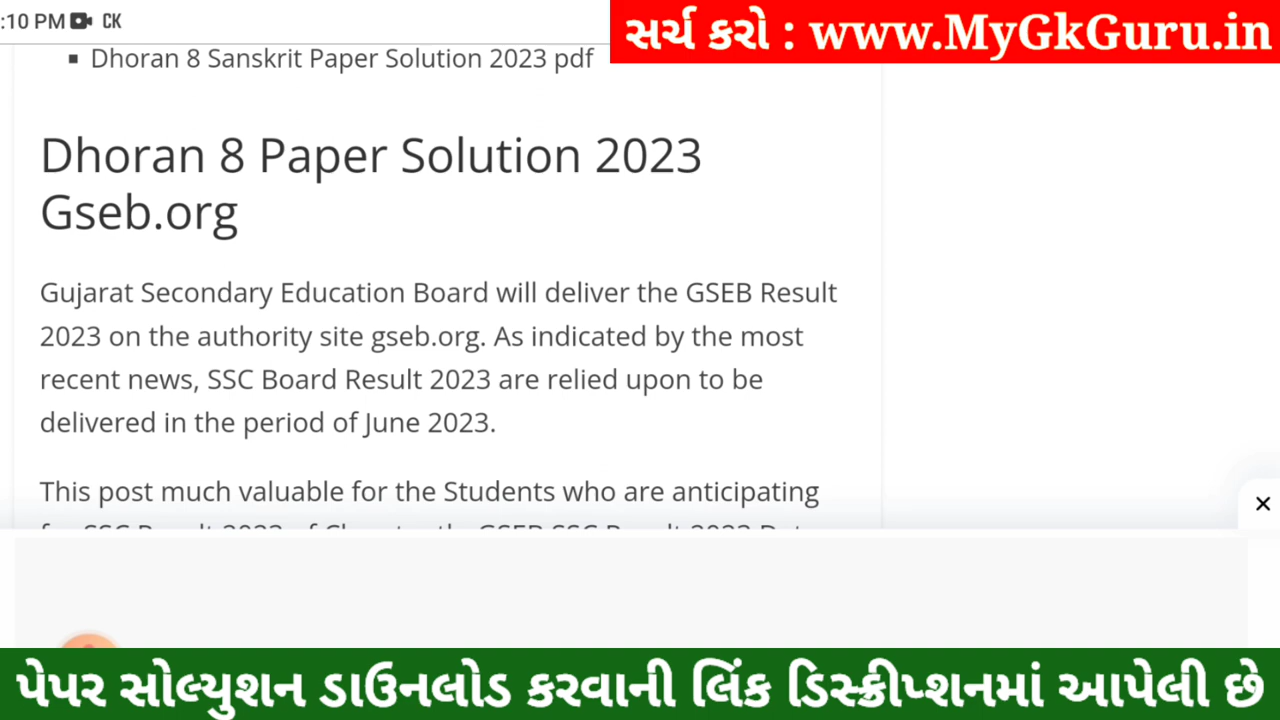 :10 PM CK
સર્ચ કરો : www.MyGkGuru.in
▪ Dhoran 8 Sanskrit Paper Solution 2023 pdf
Dhoran 8 Paper Solution 2023
Gseb.org
Gujarat Secondary Education Board will deliver the GSEB Result
2023 on the authority site gseb.org. As indicated by the most
recent news, SSC Board Result 2023 are relied upon to be
delivered in the period of June 2023.
This post much valuable for the Students who are anticipating
પેપર સોલ્યુશન ડાઉનલોડ કરવાની લિંક ડિસ્ક્રીપ્શનમાં આપેલી છે